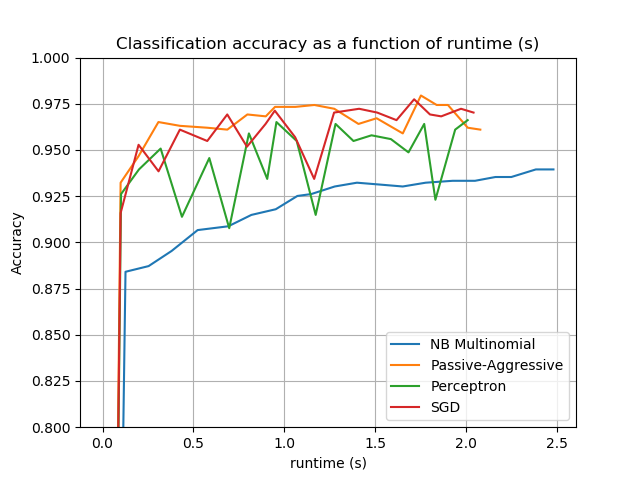 Classification accuracy as a function of runtime (s)
1.000
0.975
0.950
0.925
0.900
0.875
0.850
0.825
0.800
Accuracy
NB Multinomial
Passive-Aggressive
Perceptron
SGD
0.0 0.5 1.0 1.5 2.0 2.5
runtime (s)